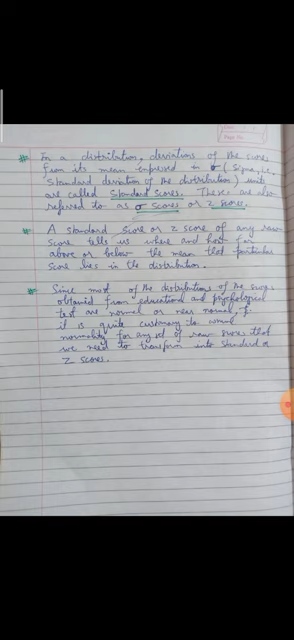 In a distribution, deviations of the scores
from its mean expressed in σ (Sigma, i.e.,
Standard deviation of the distribution) units
are called Standard scores. These are also
referred to as σ scores or Z scores.
A standard score or Z score of any raw
score tells us where and how far
above or below the mean that particular
score lies in the distribution.
Since most of the distributions of the scores
obtained from educational and psychological
test are normal or near normal,
it is quite customary to
normality for any set of raw scores that
we need to transform into standard or
Z scores.